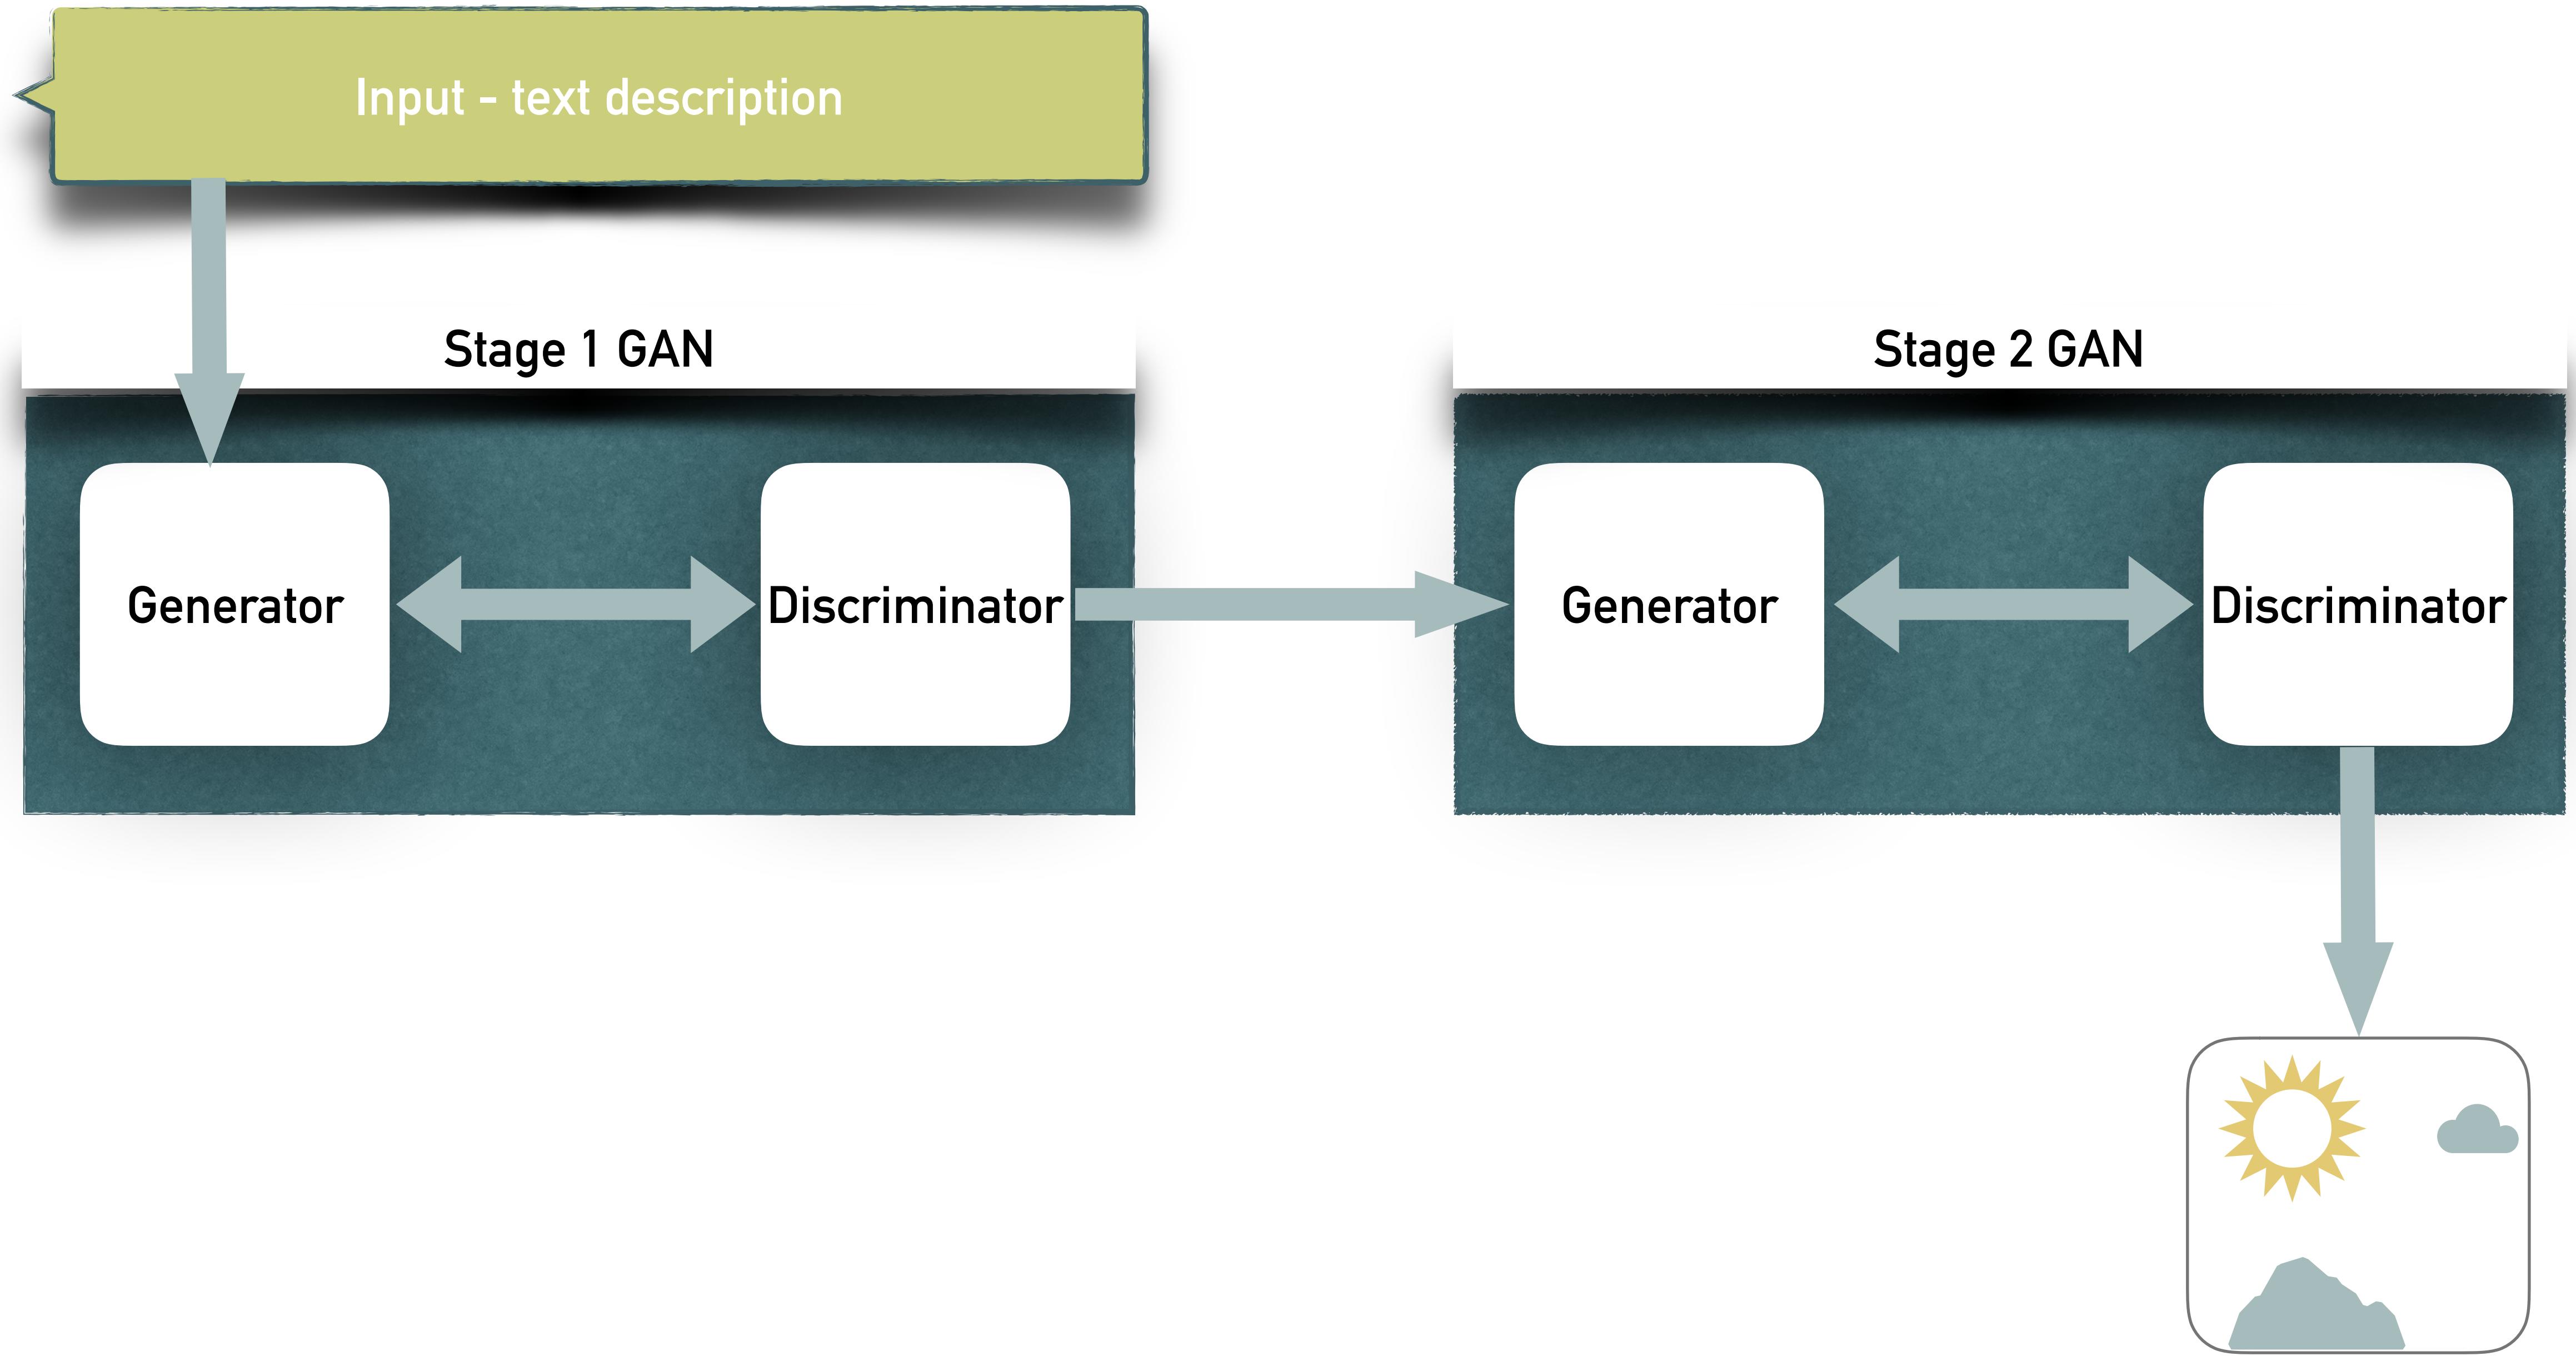 Input - text description
Stage 1 GAN
Stage 2 GAN
Generator
Discriminator
Generator
Discriminator